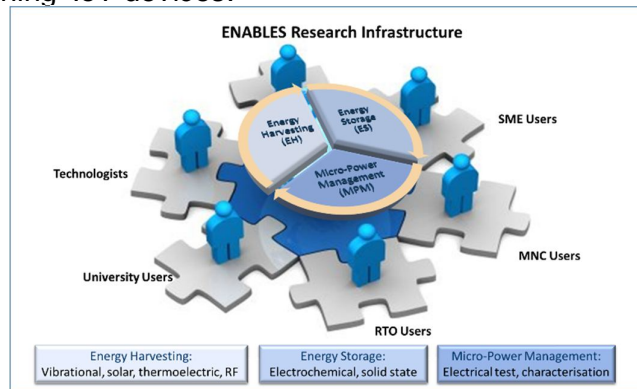 ENABLES Research Infrastructure
Energy
Harvesting
(EH)
Energy
Storage
(ES)
Micro-Power
Management
(MPM)
SME Users
Technologists
MNC Users
University Users
RTO Users
Energy Harvesting:
Vibrational, solar, thermoelectric, RF
Energy Storage:
Electrochemical, solid state
Micro-Power Management:
Electrical test, characterisation